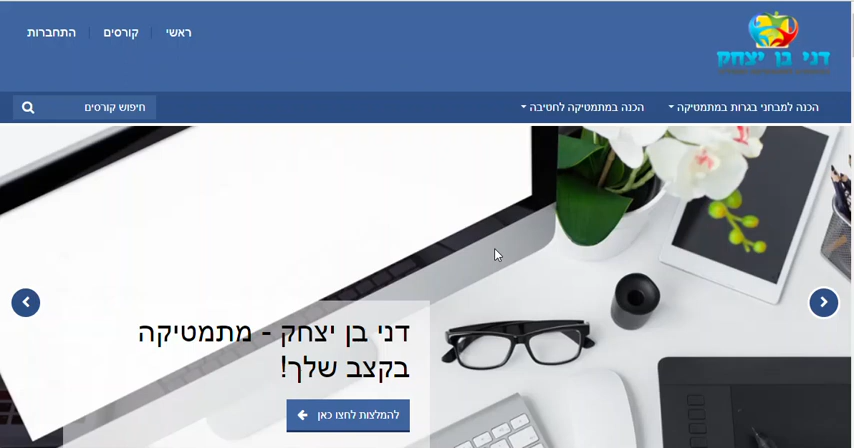 דני בן יצחק
ראשי
קורסים
התחברות
הכנה למבחני בגרות במתמטיקה
הכנה במתמטיקה לחטיבה
חיפוש קורסים
דני בן יצחק - מתמטיקה
בקצב שלך!
להמלצות לחצו כאן